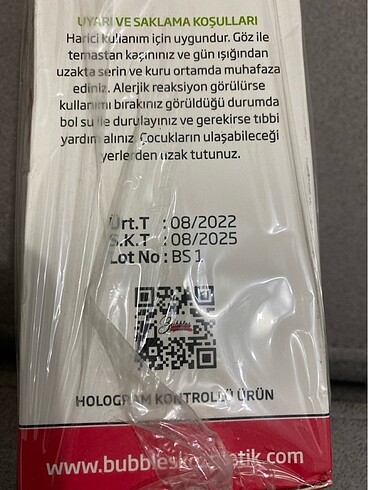 UYARI VE SAKLAMA KOŞULLARI
Harici kullanım için uygundur. Göz ile
temastan kaçınınız ve gün ışığından
uzakta serin ve kuru ortamda muhafaza
ediniz. Alerjik reaksiyon görülürse
kullanımı bırakınız görüldüğü durumda
bol su ile durulayınız ve gerekirse tıbbi
yardım alınız. Çocukların ulaşabileceği
yerlerden uzak tutunuz.
Ürt.T : 08/2022
S.K.T : 08/2025
Lot No : BS 1
Bubbles
HOLOGRAM KONTROLLÜ ÜRÜN
www.bubbleskozmetik.com